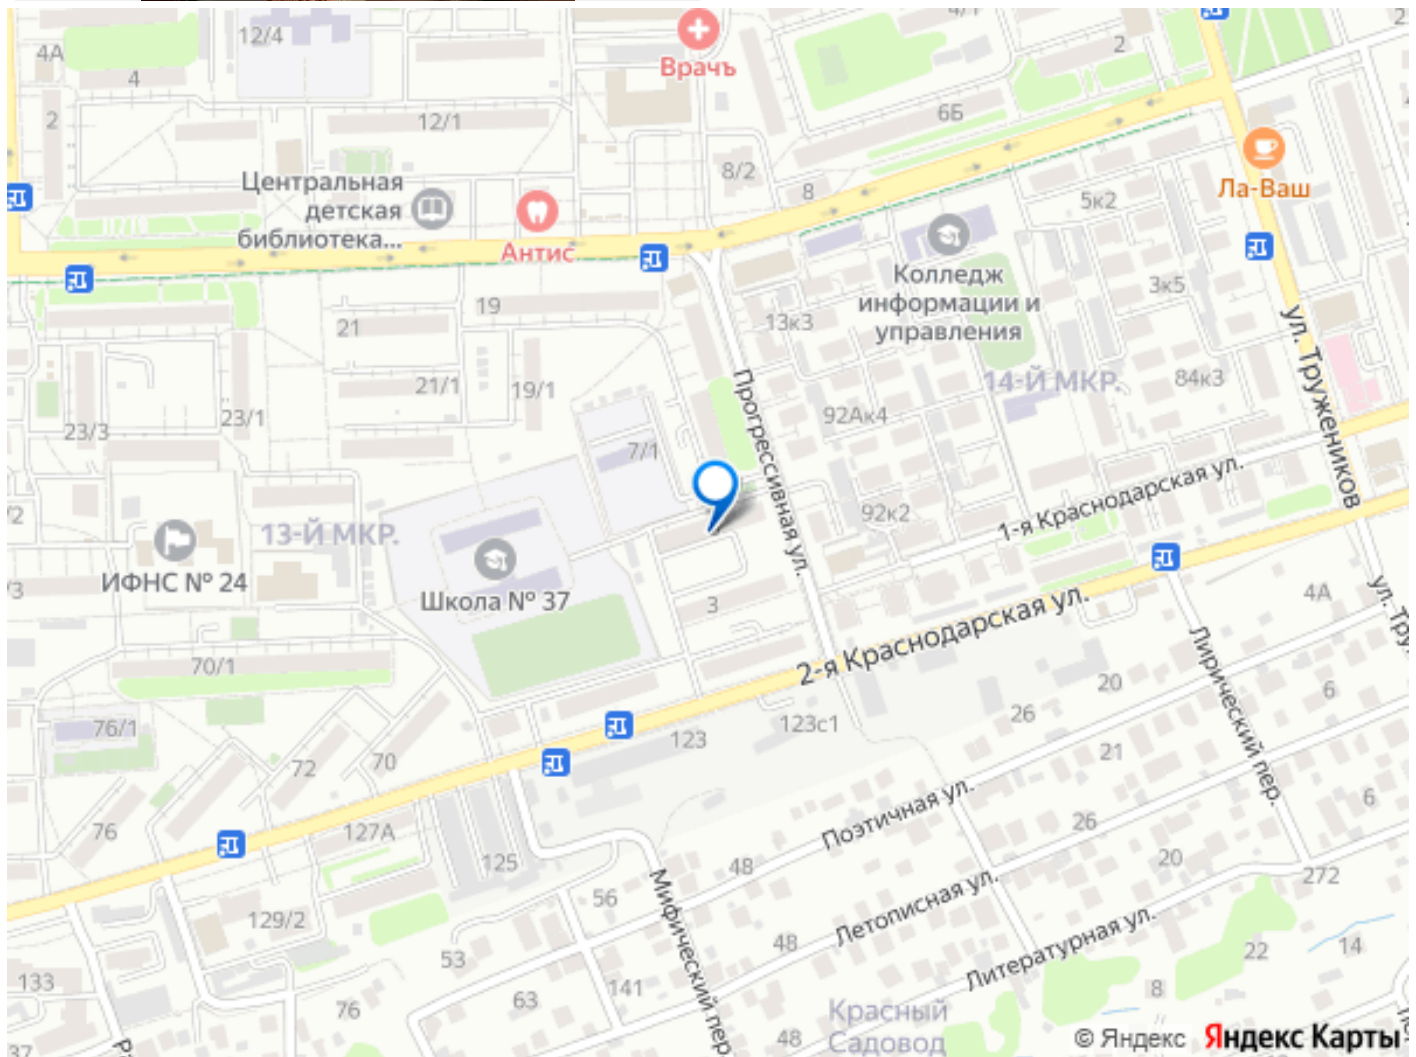 4/1
12/4
4А
4
Врачъ
2
2
6Б
12/1
8/2
8
Ла-Ваш
5к2
Центральная
детская
библиотека...
Антис
Колледж
информации и
управления
3к5
19
21
13к3
ул. Тружеников
21/1
19/1
Прогрессивная ул.
14-Й МКР.
84к3
23/1
23/3
92Ак4
7/1
1-я Краснодарская ул.
92к2
13-Й МКР.
ИФНС № 24
Школа № 37
3
2-я Краснодарская ул.
4А
70/1
Лирический пер.
20
6
26
76/1
123с1
123
21
72
70
Поэтичная ул.
6
76
127А
26
125
48
20
272
56
Мифический пер.
Летописная ул.
129/2
Литературная ул.
48
53
22
14
133
141
8
63
76
Красный
Садовод
48
37
© Яндекс Яндекс Карты